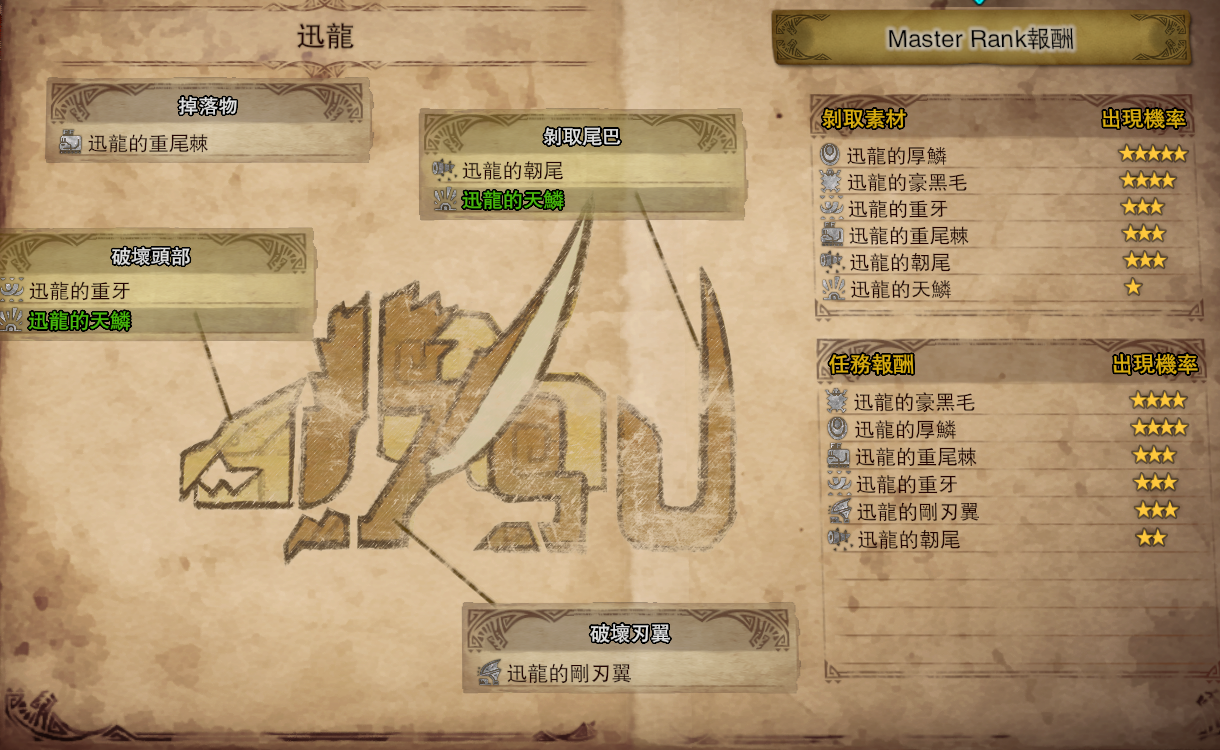 迅龍
Master Rank報酬
掉落物
迅龍的重尾棘
剝取尾巴
迅龍的韌尾
迅龍的天鱗
破壞頭部
迅龍的重牙
迅龍的天鱗
破壞刃翼
迅龍的剛刃翼
剝取素材 出現機率
迅龍的厚鱗 ★★★★★
迅龍的豪黑毛 ★★★★
迅龍的重牙 ★★★
迅龍的重尾棘 ★★★
迅龍的韌尾 ★★★
迅龍的天鱗 ★
任務報酬 出現機率
迅龍的豪黑毛 ★★★★
迅龍的厚鱗 ★★★★
迅龍的重尾棘 ★★★
迅龍的重牙 ★★★
迅龍的剛刃翼 ★★★
迅龍的韌尾 ★★